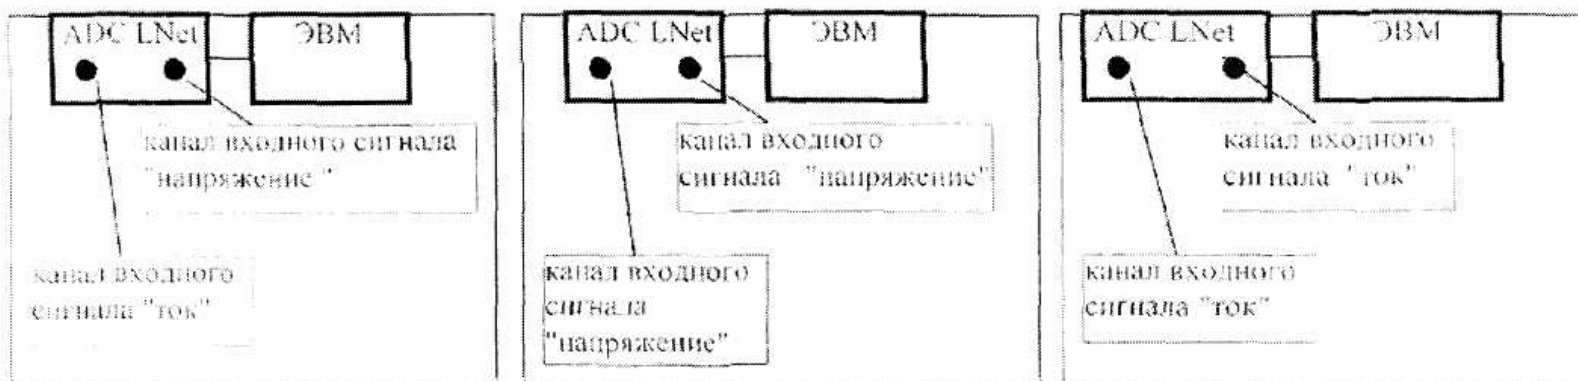 ADC LNet
ЭВМ
канал входного сигнала
"напряжение "
канал входного
сигнала "ток"
ADC LNet
ЭВМ
канал входного
сигнала "напряжение"
канал входного
сигнала
"напряжение"
ADC LNet
ЭВМ
канал входного
сигнала "ток"
канал входного
сигнала "ток"